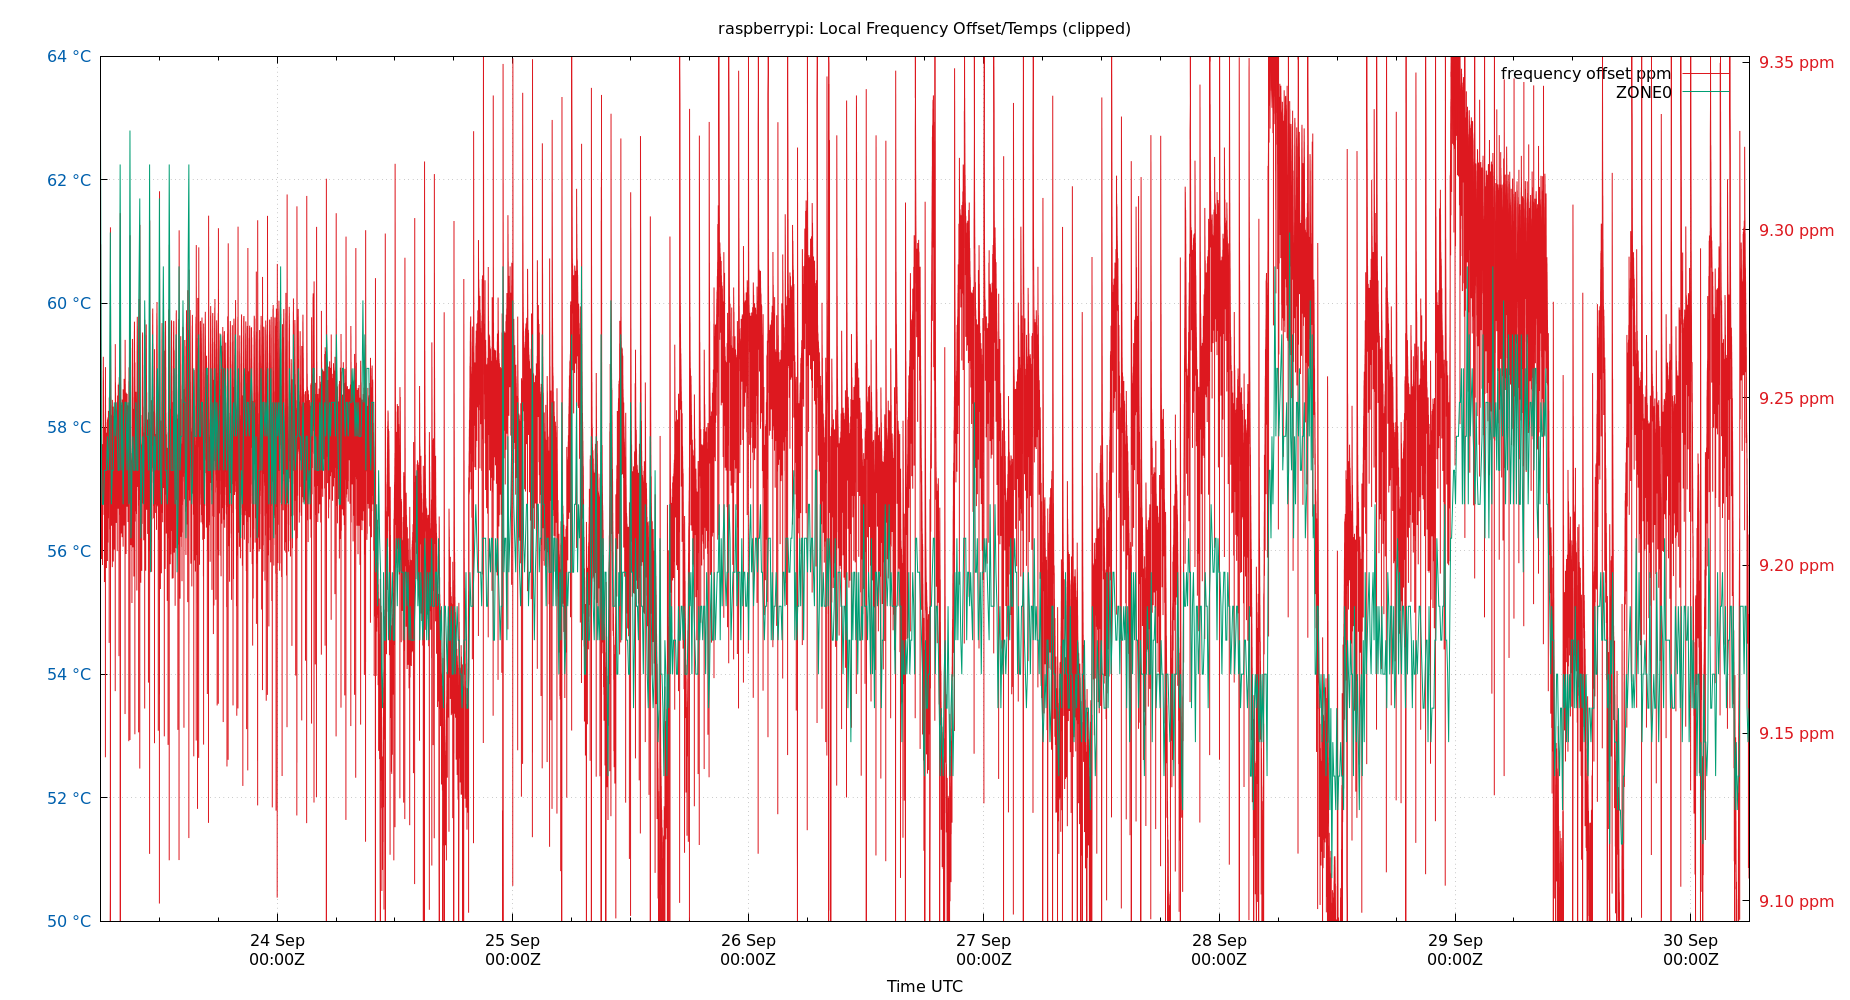 raspberrypi: Local Frequency Offset/Temps (clipped)
64 °C
62 °C
60 °C
58 °C
56 °C
54 °C
52 °C
50 °C
frequency offset ppm
ZONE0
9.35 ppm
9.30 ppm
9.25 ppm
9.20 ppm
9.15 ppm
9.10 ppm
24 Sep
00:00Z
25 Sep
00:00Z
26 Sep
00:00Z
27 Sep
00:00Z
28 Sep
00:00Z
29 Sep
00:00Z
30 Sep
00:00Z
Time UTC